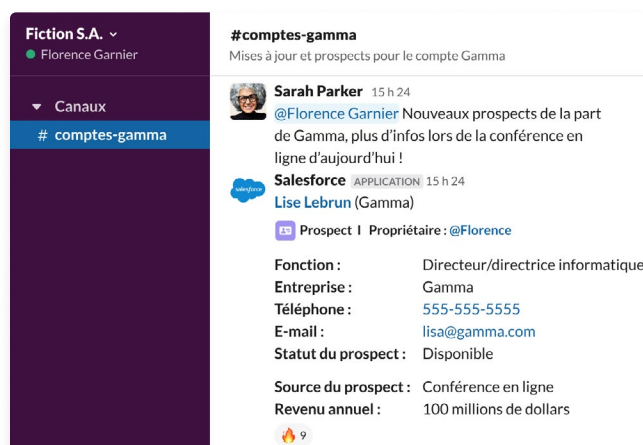 Fiction S.A.
Florence Garnier
Canaux
# comptes-gamma
#comptes-gamma
Mises à jour et prospects pour le compte Gamma
Sarah Parker 15 h 24
@Florence Garnier Nouveaux prospects de la part
de Gamma, plus d’infos lors de la conférence en
ligne d’aujourd’hui !
salesforce
Salesforce APPLICATION 15 h 24
Lise Lebrun (Gamma)
Prospect I Propriétaire : @Florence
Fonction : Directeur/directrice informatique
Entreprise : Gamma
Téléphone : 555-555-5555
E-mail : lisa@gamma.com
Statut du prospect : Disponible
Source du prospect : Conférence en ligne
Revenu annuel : 100 millions de dollars
9